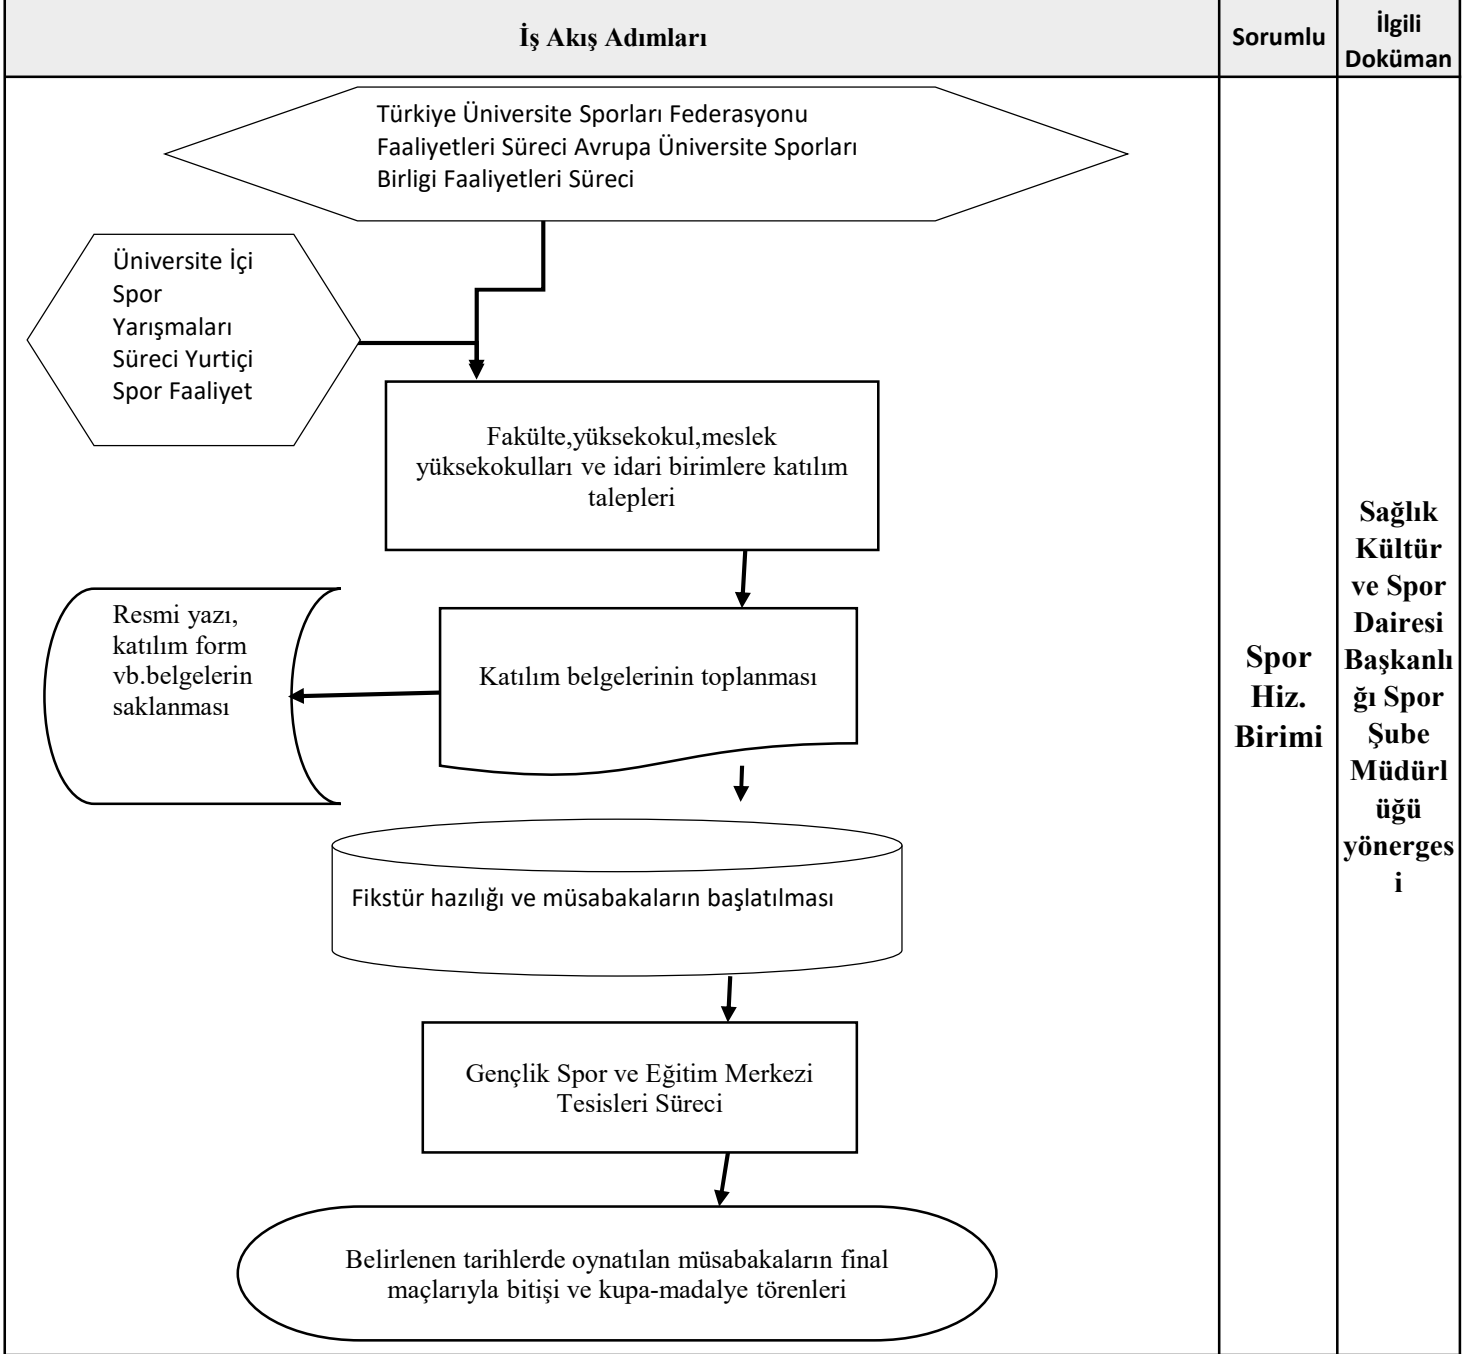 İş Akış Adımları
Sorumlu
İlgili
Doküman
Türkiye Üniversite Sporları Federasyonu
Faaliyetleri Süreci Avrupa Üniversite Sporları
Birligi Faaliyetleri Süreci
Üniversite İçi
Spor
Yarışmaları
Süreci Yurtiçi
Spor Faaliyet
Fakülte,yüksekokul,meslek
yüksekokulları ve idari birimlere katılım
talepleri
Resmi yazı,
katılım form
vb.belgelerin
saklanması
Katılım belgelerinin toplanması
Fikstür hazılığı ve müsabakaların başlatılması
Gençlik Spor ve Eğitim Merkezi
Tesisleri Süreci
Belirlenen tarihlerde oynatılan müsabakaların final
maçlarıyla bitişi ve kupa-madalye törenleri
Spor
Hiz.
Birimi
Sağlık
Kültür
ve Spor
Dairesi
Başkanlı
ğı Spor
Şube
Müdürl
üğü
yönerges
i